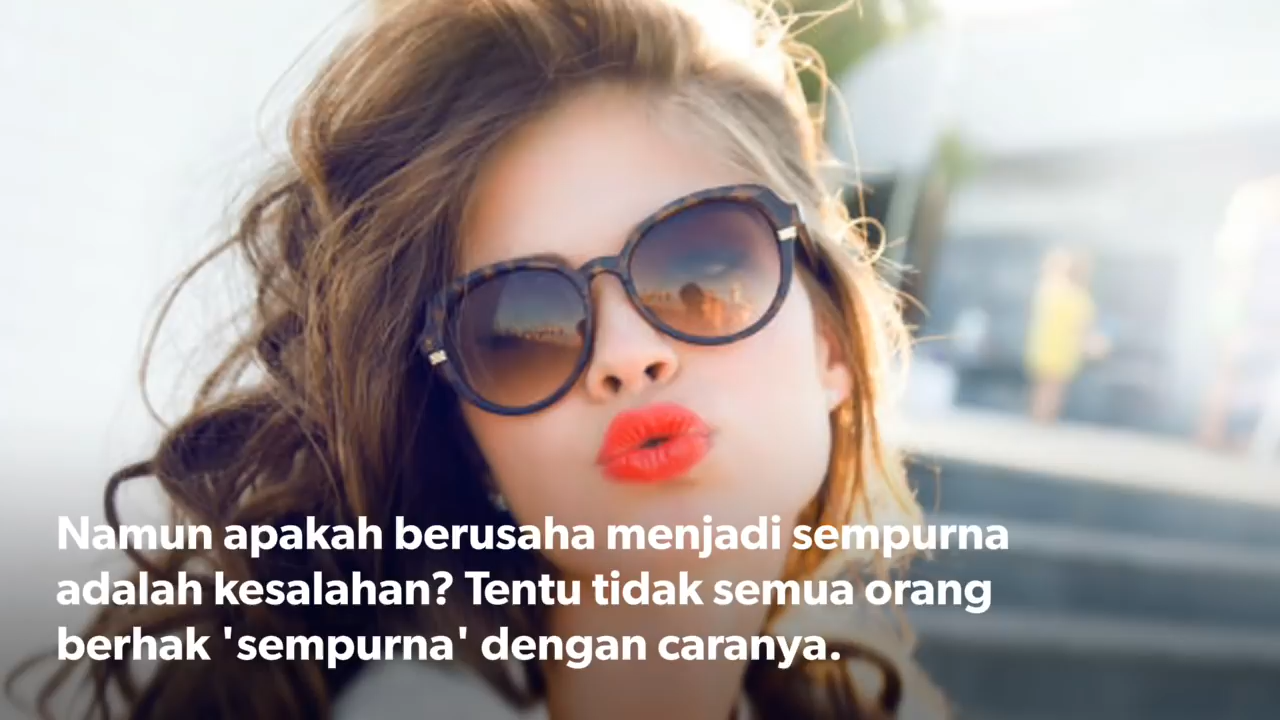 Namun apakah berusaha menjadi sempurna
adalah kesalahan? Tentu tidak semua orang
berhak 'sempurna' dengan caranya.